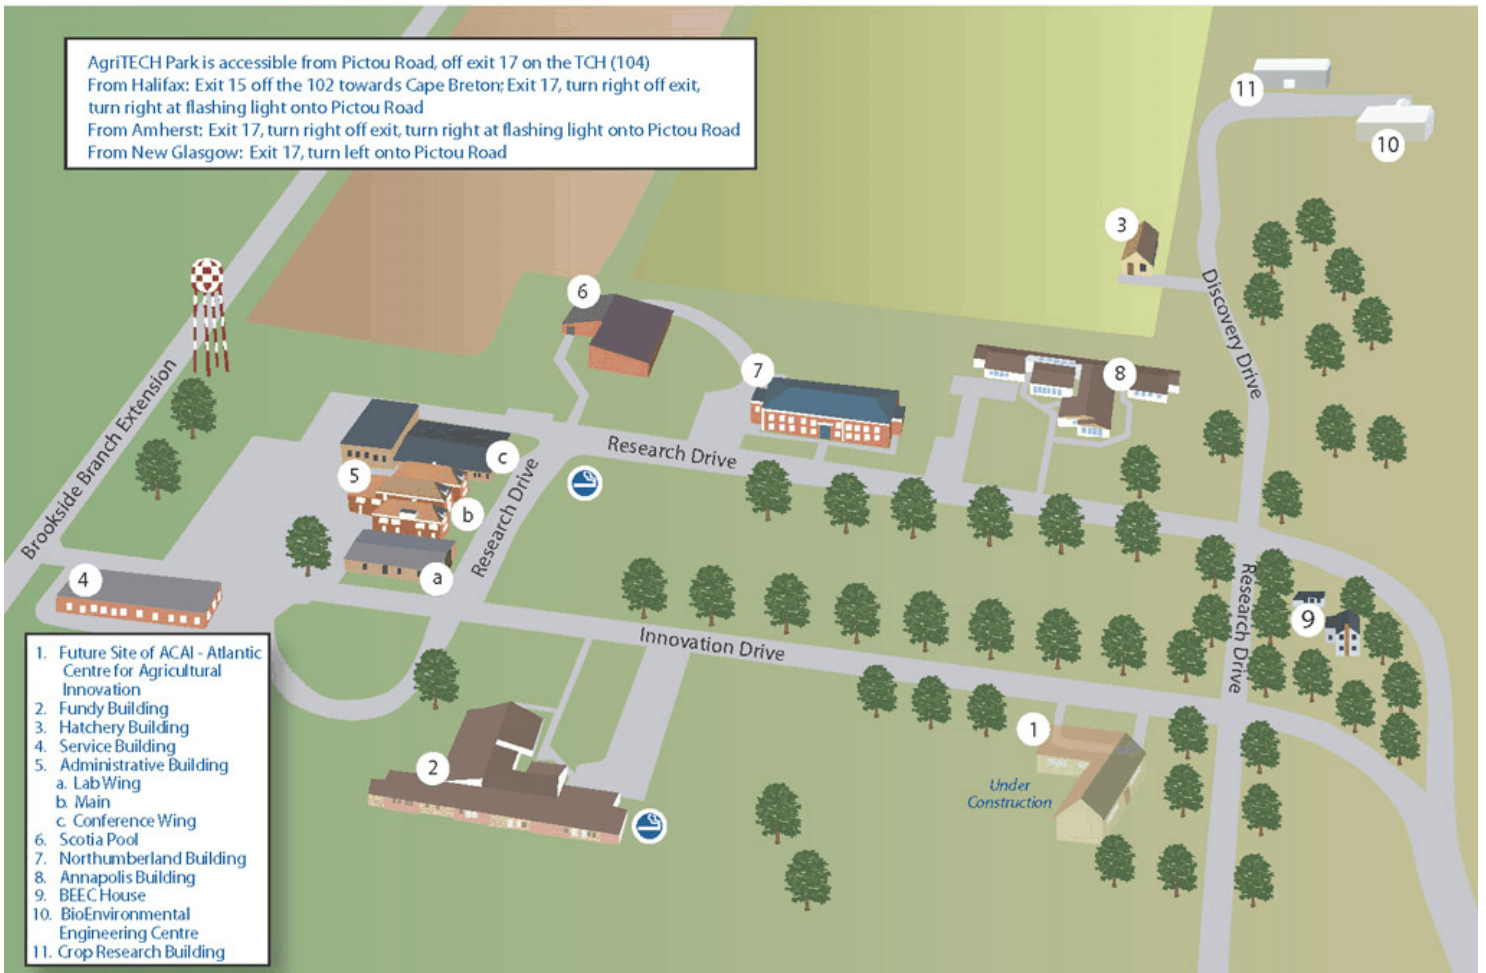 AgriTECH Park is accessible from Pictou Road, off exit 17 on the TCH (104)
From Halifax: Exit 15 off the 102 towards Cape Breton; Exit 17, turn right off exit,
turn right at flashing light onto Pictou Road
From Amherst: Exit 17, turn right off exit, turn right at flashing light onto Pictou Road
From New Glasgow: Exit 17, turn left onto Pictou Road
11
10
3
Discovery Drive
6
7
8
Brookside Branch Extension
Research Drive
c
5
b
Research Drive
a
4
Research Drive
9
Innovation Drive
1
Under
Construction
2
1. Future Site of ACAI - Atlantic
Centre for Agricultural
Innovation
2. Fundy Building
3. Hatchery Building
4. Service Building
5. Administrative Building
a. Lab Wing
b. Main
c. Conference Wing
6. Scotia Pool
7. Northumberland Building
8. Annapolis Building
9. BEEC House
10. BioEnvironmental
Engineering Centre
11. Crop Research Building